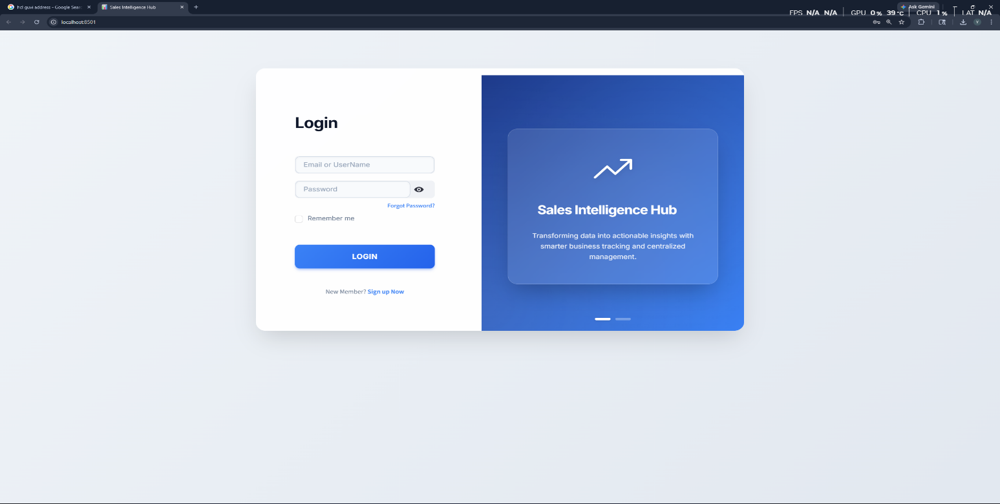 hcl guvi address - Google Sear
Sales Intelligence Hub
Ask Gemini
FPS N/A N/A GPU 0% 39°C CPU 1% LAT N/A
localhost:8501
Y
Login
Email or UserName
Password
Forgot Password?
Remember me
LOGIN
New Member? Sign up Now
Sales Intelligence Hub
Transforming data into actionable insights with
smarter business tracking and centralized
management.